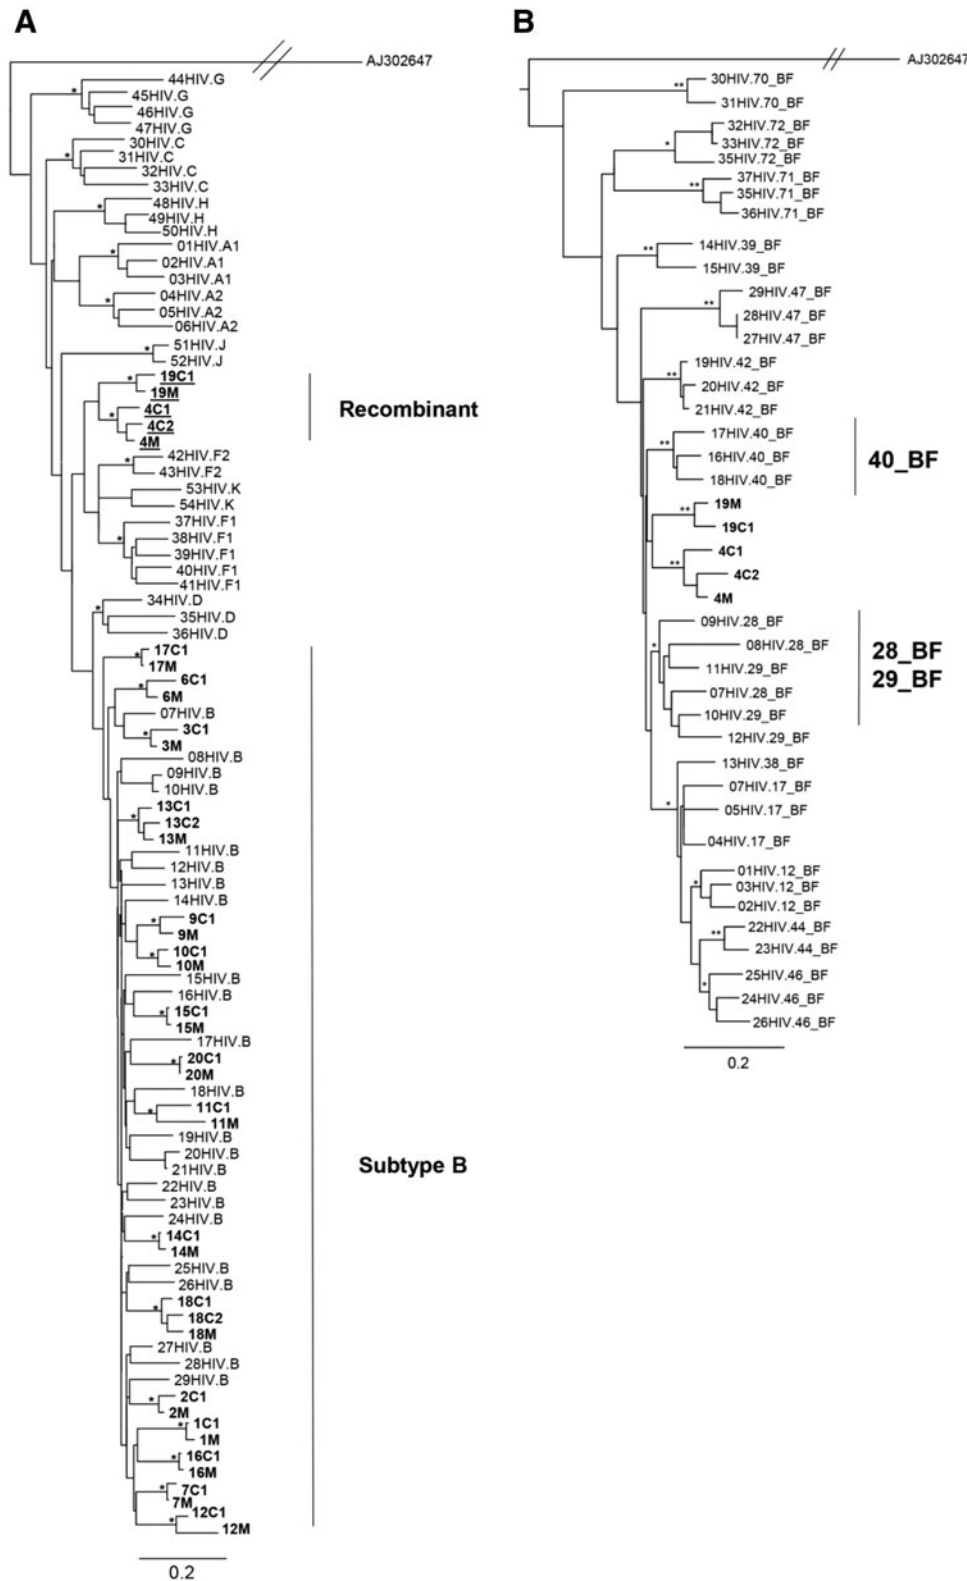 A
AJ302647
44HIV.G
45HIV.G
46HIV.G
47HIV.G
30HIV.C
31HIV.C
32HIV.C
33HIV.C
48HIV.H
49HIV.H
50HIV.H
01HIV.A1
02HIV.A1
03HIV.A1
04HIV.A2
05HIV.A2
06HIV.A2
51HIV.J
52HIV.J
19C1
19M
4C1
4C2
4M
Recombinant
42HIV.F2
43HIV.F2
53HIV.K
54HIV.K
37HIV.F1
38HIV.F1
39HIV.F1
40HIV.F1
41HIV.F1
34HIV.D
35HIV.D
36HIV.D
17C1
17M
6C1
6M
07HIV.B
3C1
3M
08HIV.B
09HIV.B
10HIV.B
13C1
13C2
13M
11HIV.B
12HIV.B
13HIV.B
14HIV.B
9C1
9M
10C1
10M
15HIV.B
16HIV.B
15C1
15M
17HIV.B
20C1
20M
18HIV.B
11C1
11M
19HIV.B
20HIV.B
21HIV.B
Subtype B
22HIV.B
23HIV.B
24HIV.B
14C1
14M
25HIV.B
26HIV.B
18C1
18C2
18M
27HIV.B
28HIV.B
29HIV.B
2C1
2M
1C1
1M
16C1
16M
7C1
7M
12C1
12M
0.2
B
AJ302647
30HIV.70_BF
31HIV.70_BF
32HIV.72_BF
33HIV.72_BF
35HIV.72_BF
37HIV.71_BF
35HIV.71_BF
36HIV.71_BF
14HIV.39_BF
15HIV.39_BF
29HIV.47_BF
28HIV.47_BF
27HIV.47_BF
19HIV.42_BF
20HIV.42_BF
21HIV.42_BF
17HIV.40_BF
16HIV.40_BF
18HIV.40_BF
40_BF
19M
19C1
4C1
4C2
4M
09HIV.28_BF
08HIV.28_BF
11HIV.29_BF
07HIV.28_BF
10HIV.29_BF
12HIV.29_BF
28_BF
29_BF
13HIV.38_BF
07HIV.17_BF
05HIV.17_BF
04HIV.17_BF
01HIV.12_BF
03HIV.12_BF
02HIV.12_BF
22HIV.44_BF
23HIV.44_BF
25HIV.46_BF
24HIV.46_BF
26HIV.46_BF
0.2